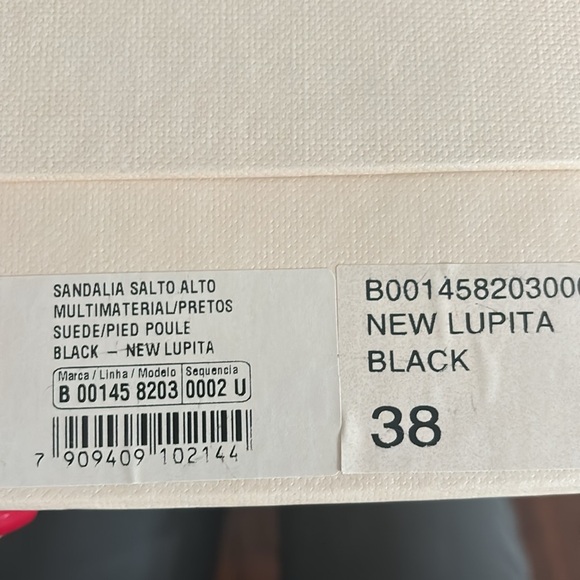 SANDALIA SALTO ALTO
MULTIMATERIAL/PRETOS
SUEDE/PIED POULE
BLACK – NEW LUPITA
Marca / Linha / Modelo Sequencia
B 00145 8203 0002 U
7 909409 102144
B00145820300
NEW LUPITA
BLACK
38